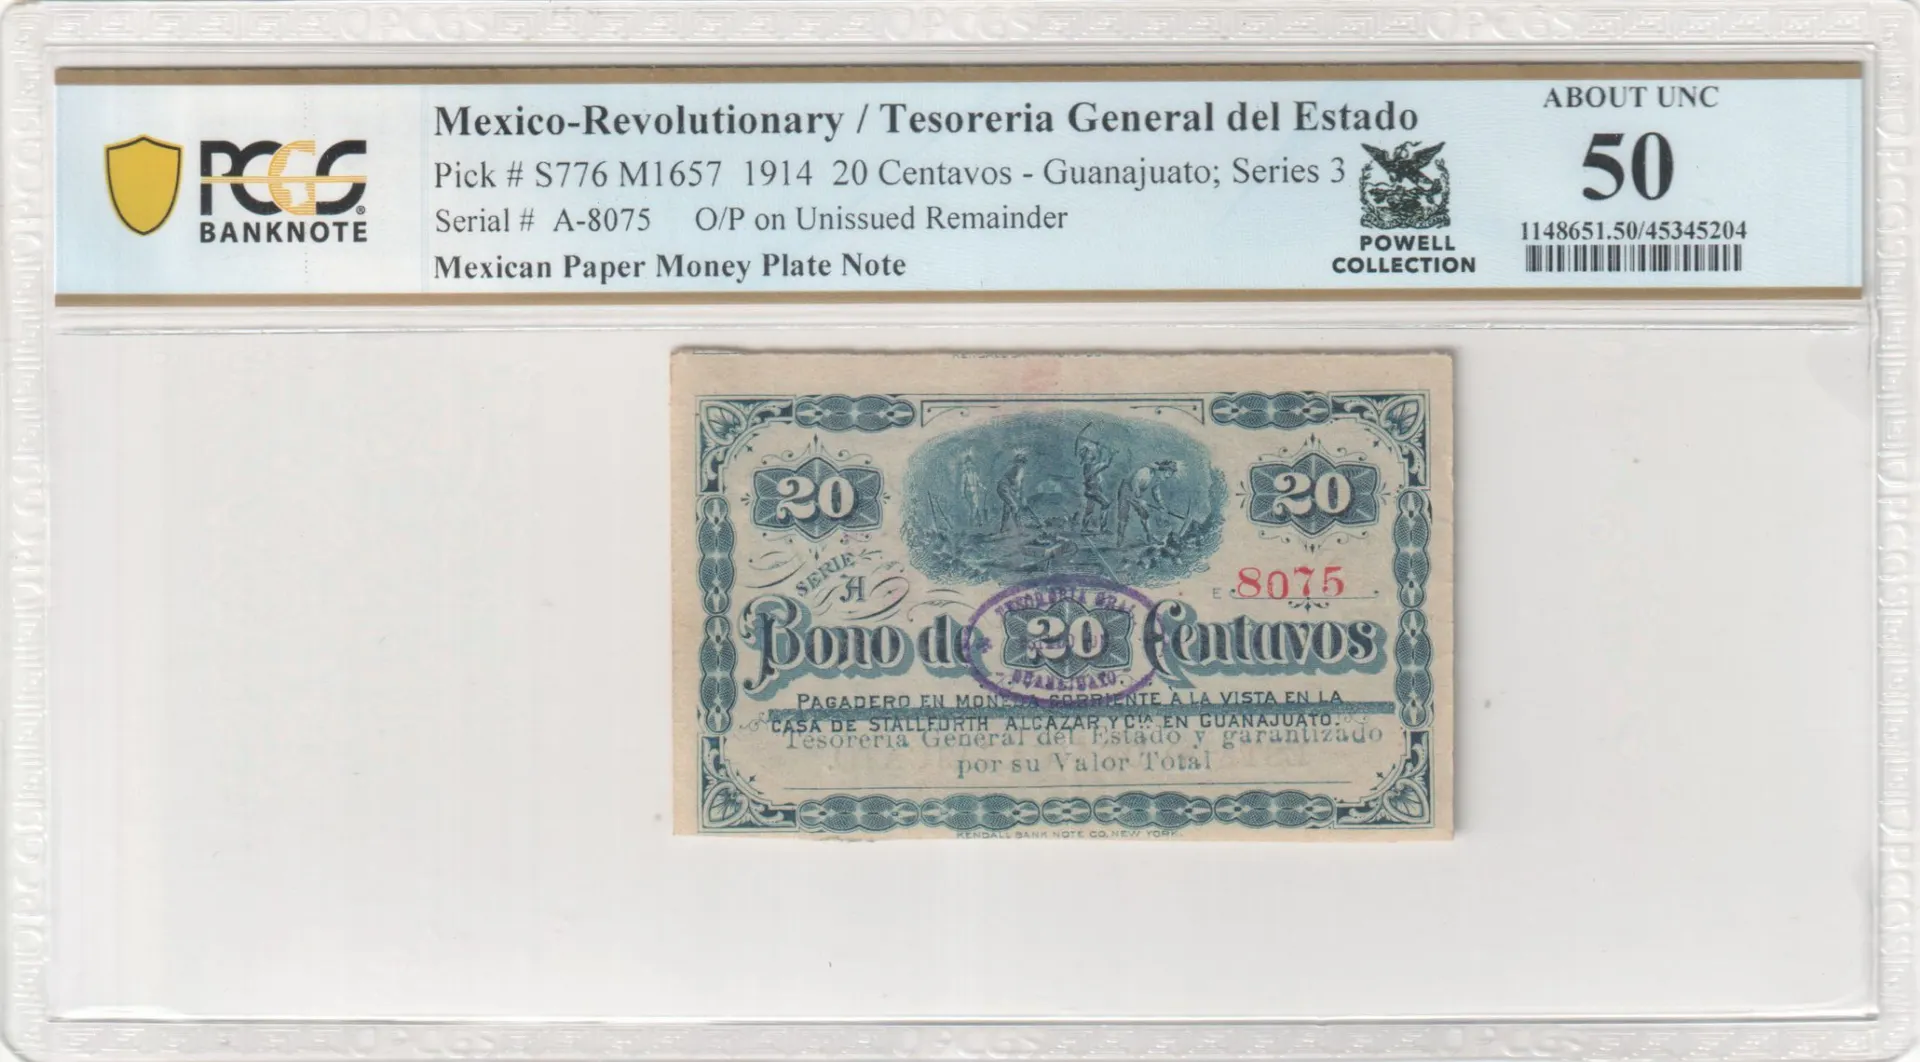 Mexico-Revolutionary / Tesoreria General del Estado
Pick # S776 M1657 1914 20 Centavos - Guanajuato; Series 3
Serial # A-8075 O/P on Unissued Remainder
Mexican Paper Money Plate Note
PCGS
BANKNOTE
POWELL
COLLECTION
ABOUT UNC
50
1148651.50/45345204
20
20
SERIE
A
E 8075
Bono de 20 Centavos
TESORERIA GRAL
GUANAJUATO.
PAGADERO EN MONEDA CORRIENTE A LA VISTA EN LA
CASA DE STALLFORTH ALCAZAR Y CIA EN GUANAJUATO.
Tesoreria General del Estado y garantizado
por su Valor Total
KENDALL BANK NOTE CO. NEW YORK.